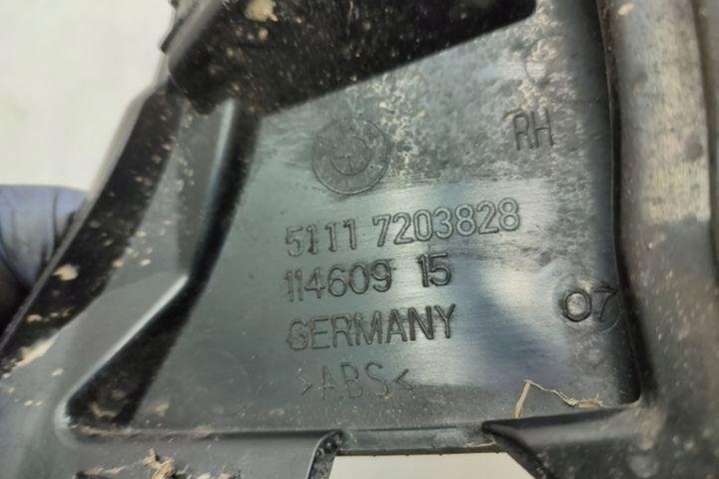 RH
5111 7203828
114609 15
GERMANY
07
>ABS<